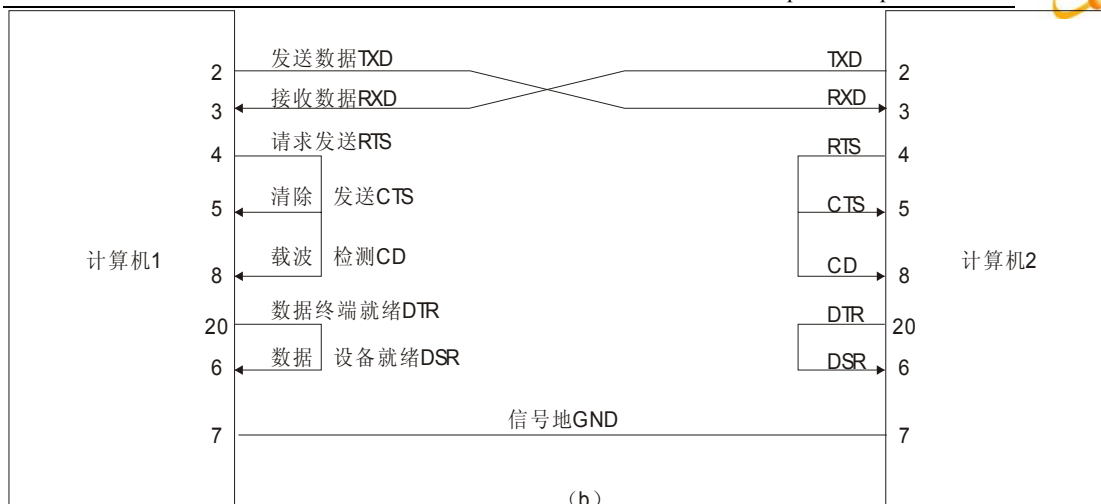 2 发送数据TXD TXD 2
3 接收数据RXD RXD 3
4 请求发送RTS RTS 4
5 清除 发送CTS CTS 5
计算机1 计算机2
8 载波 检测CD CD 8
20 数据终端就绪DTR DTR 20
6 数据 设备就绪DSR DSR 6
7 信号地GND 7
(b)